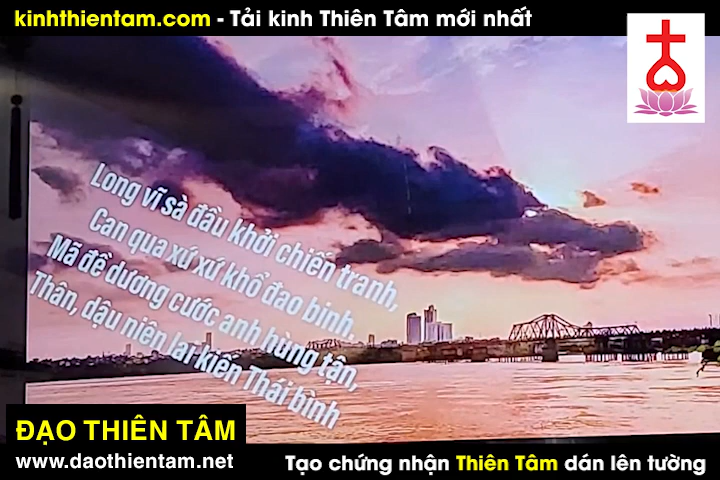 kinhthientam.com - Tải kinh Thiên Tâm mới nhất
Long vĩ sà đầu khởi chiến tranh,
Can qua xứ xứ khổ đao binh.
Mã đề dương cước anh hùng tận,
Thân, dậu niên lai kiến Thái bình
ĐẠO THIÊN TÂM
www.daothientam.net
Tạo chứng nhận Thiên Tâm dán lên tường